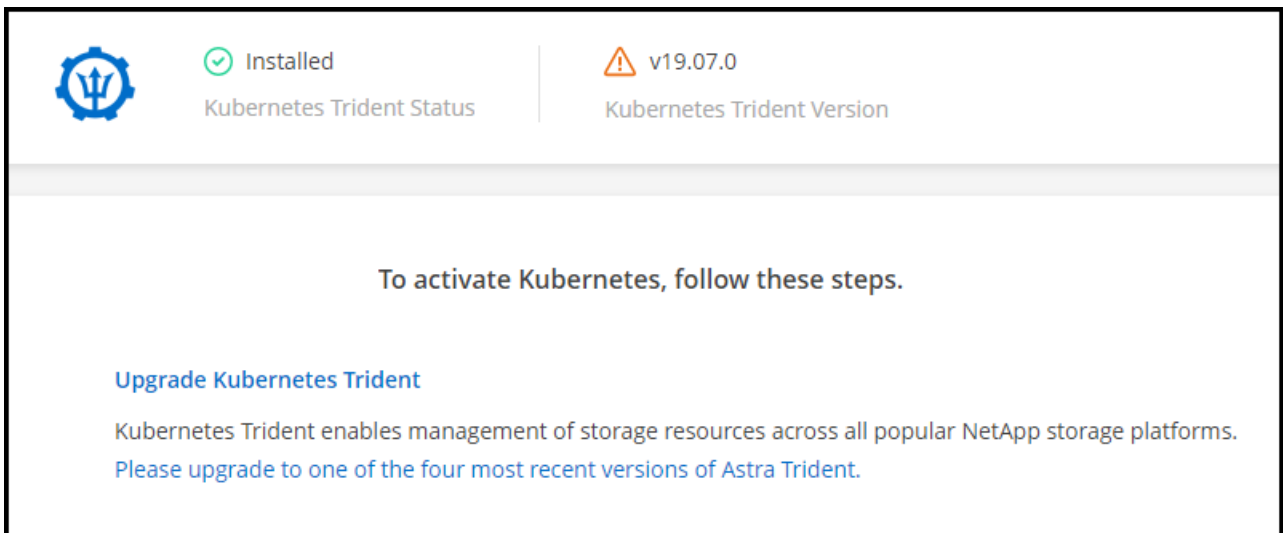 Installed
Kubernetes Trident Status
v19.07.0
Kubernetes Trident Version
To activate Kubernetes, follow these steps.
Upgrade Kubernetes Trident
Kubernetes Trident enables management of storage resources across all popular NetApp storage platforms.
Please upgrade to one of the four most recent versions of Astra Trident.